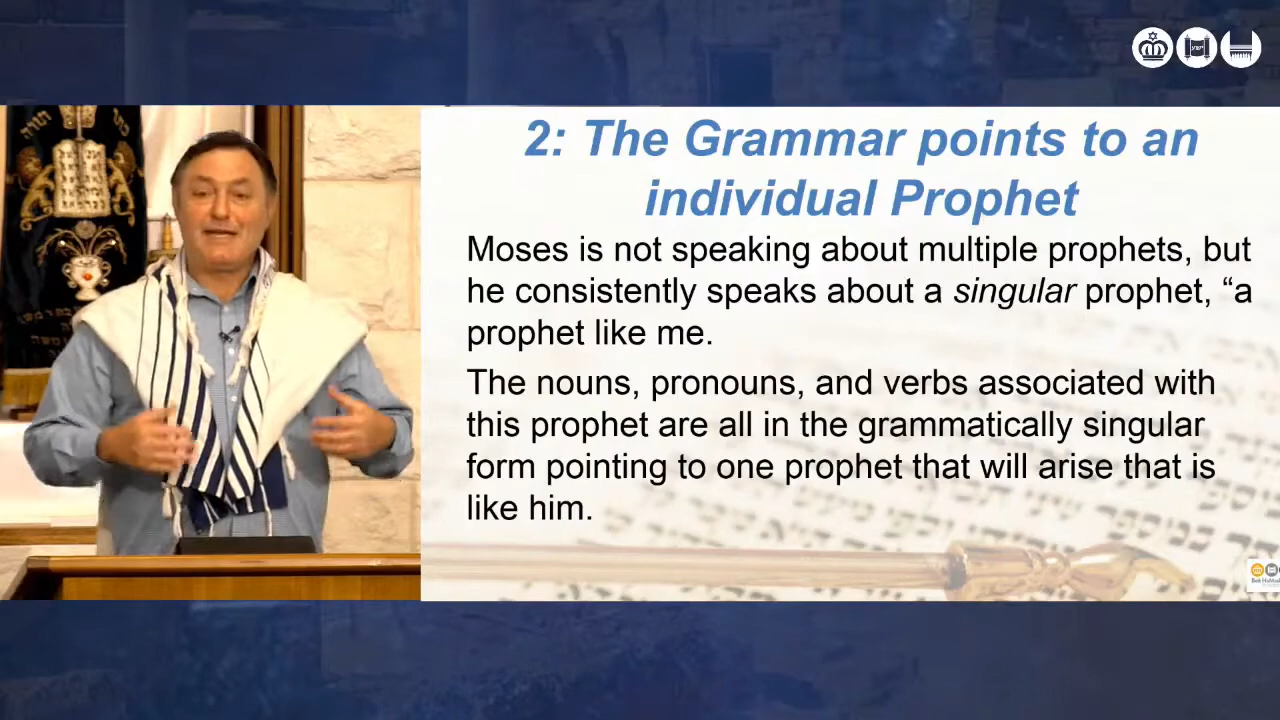 2: The Grammar points to an
individual Prophet
Moses is not speaking about multiple prophets, but
he consistently speaks about a singular prophet, “a
prophet like me.
The nouns, pronouns, and verbs associated with
this prophet are all in the grammatically singular
form pointing to one prophet that will arise that is
like him.